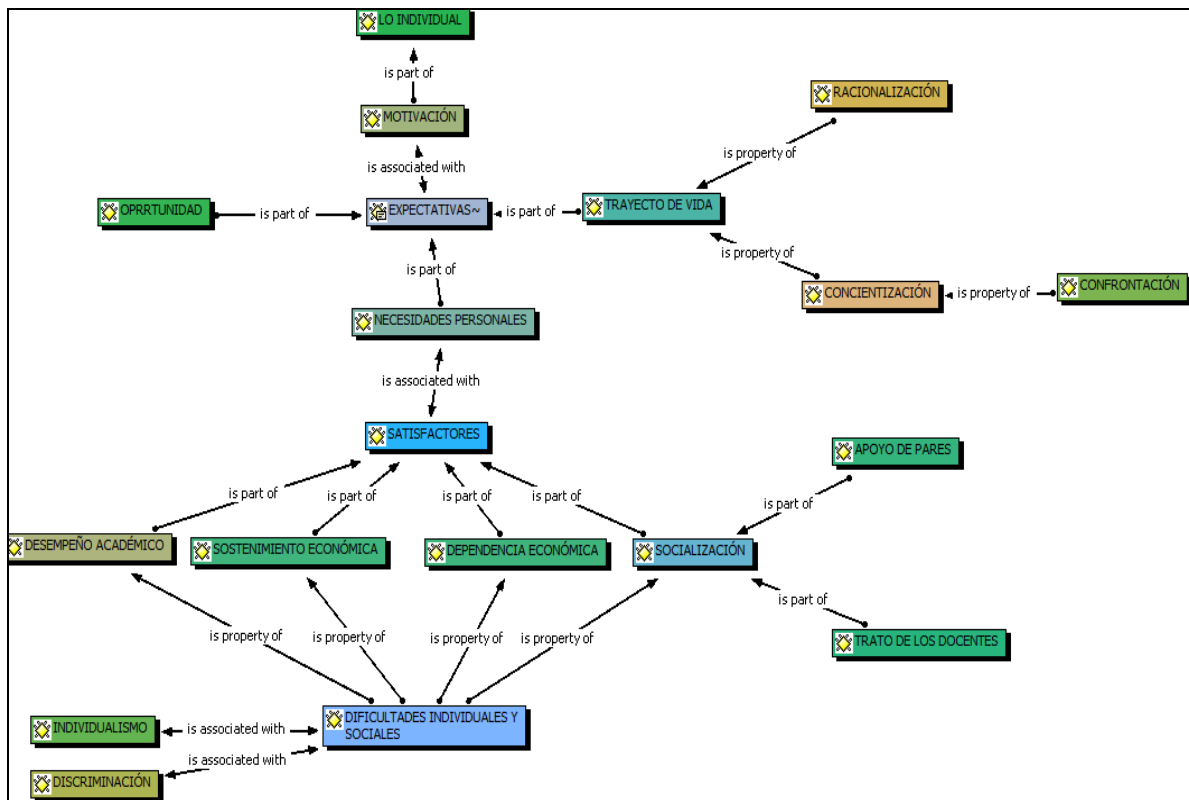 LO INDIVIDUAL
is part of
RACIONALIZACIÓN
MOTIVACIÓN
is property of
is associated with
OPRRTUNIDAD
is part of
EXPECTATIVAS~
is part of
TRAYECTO DE VIDA
is property of
is part of
CONCIENTIZACIÓN
is property of
CONFRONTACIÓN
NECESIDADES PERSONALES
is associated with
SATISFACTORES
APOYO DE PARES
is part of
is part of
is part of
is part of
is part of
DESEMPEÑO ACADÉMICO
SOSTENIMIENTO ECONÓMICA
DEPENDENCIA ECONÓMICA
SOCIALIZACIÓN
is part of
is property of
is property of
is property of
is property of
TRATO DE LOS DOCENTES
DIFICULTADES INDIVIDUALES Y
SOCIALES
INDIVIDUALISMO
is associated with
is associated with
DISCRIMINACIÓN